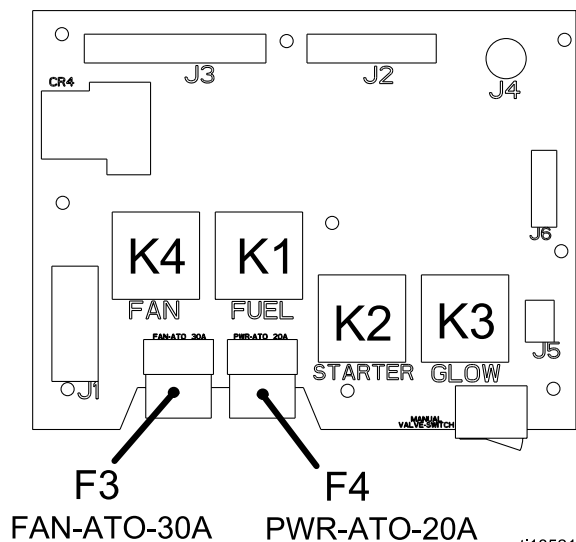 J3
J2
J4
CR4
J6
K4
K1
FAN
FUEL
K2
K3
J5
FAN-ATO 30A
PWR-ATO 20A
STARTER
GLOW
J1
MANUAL
VALVE-SWITCH
F3
F4
FAN-ATO-30A
PWR-ATO-20A